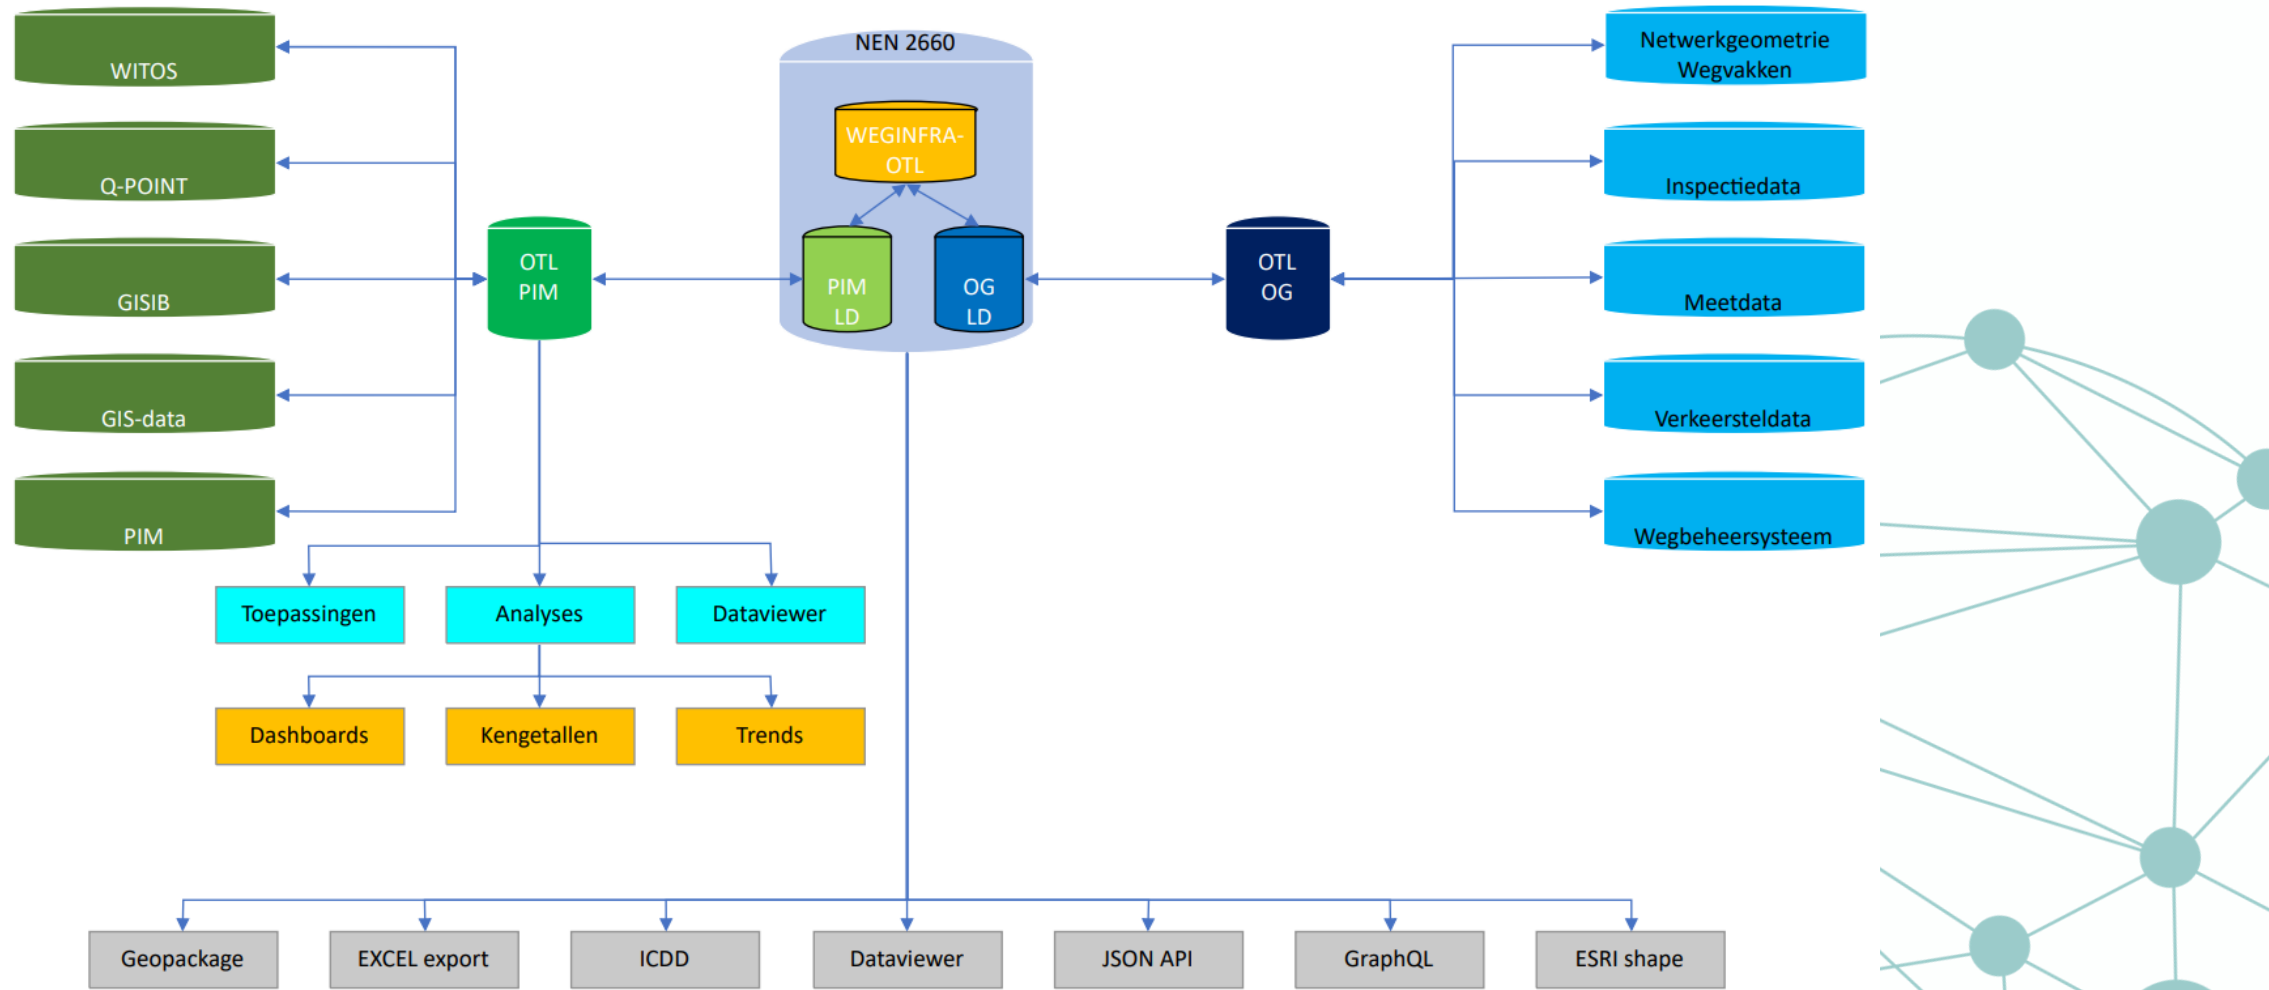 WITOS
Q-POINT
GISIB
GIS-data
PIM
OTL
PIM
NEN 2660
WEGINFRA-
OTL
PIM
LD
OG
LD
OTL
OG
Netwerkgeometrie
Wegvakken
Inspectiedata
Meetdata
Verkeersteldata
Wegbeheersysteem
Toepassingen
Analyses
Dataviewer
Dashboards
Kengetallen
Trends
Geopackage
EXCEL export
ICDD
Dataviewer
JSON API
GraphQL
ESRI shape